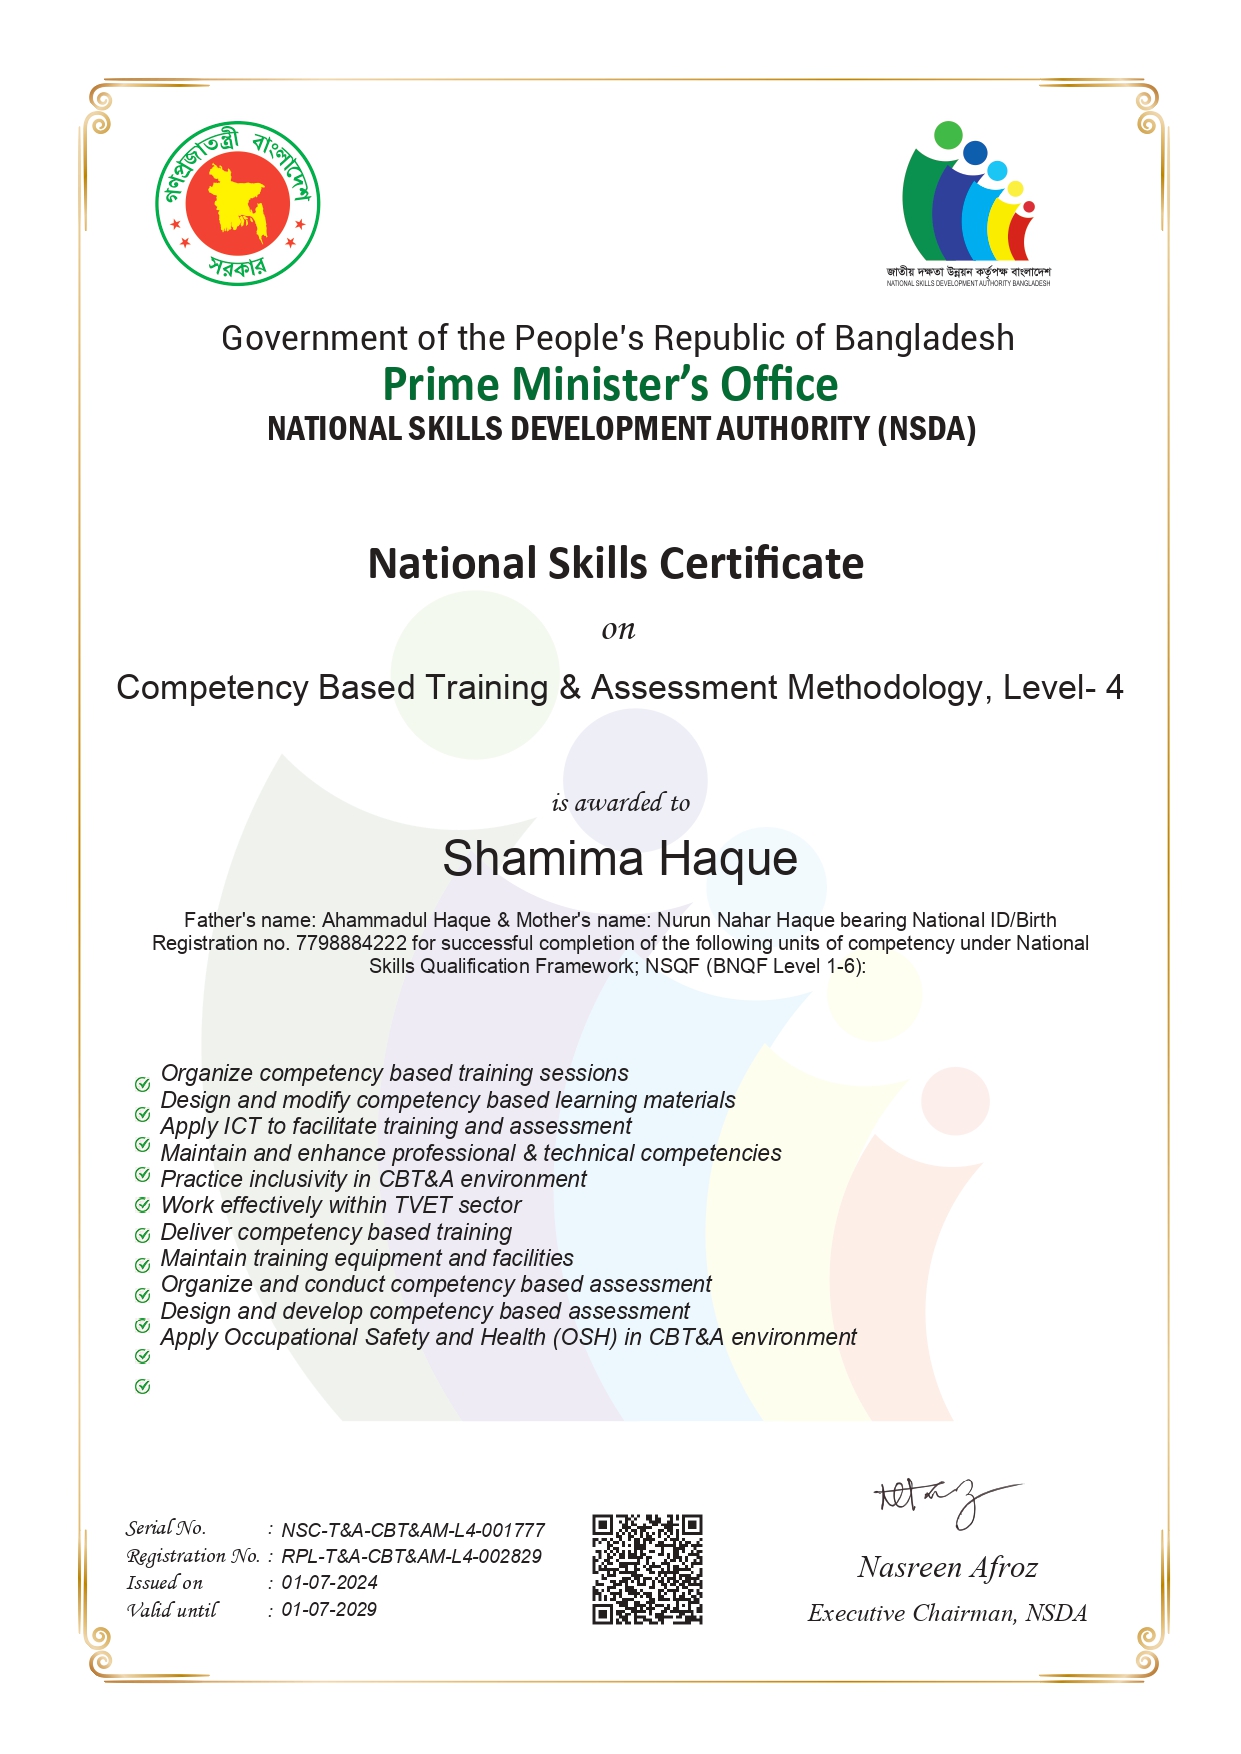 গণপ্রজাতন্ত্রী বাংলাদেশ
সরকার
জাতীয় দক্ষতা উন্নয়ন কর্তৃপক্ষ বাংলাদেশ
NATIONAL SKILLS DEVELOPMENT AUTHORITY BANGLADESH
Government of the People's Republic of Bangladesh
Prime Minister’s Office
NATIONAL SKILLS DEVELOPMENT AUTHORITY (NSDA)
National Skills Certificate
on
Competency Based Training & Assessment Methodology, Level- 4
is awarded to
Shamima Haque
Father's name: Ahammadul Haque & Mother's name: Nurun Nahar Haque bearing National ID/Birth
Registration no. 7798884222 for successful completion of the following units of competency under National
Skills Qualification Framework; NSQF (BNQF Level 1-6):
Organize competency based training sessions
Design and modify competency based learning materials
Apply ICT to facilitate training and assessment
Maintain and enhance professional & technical competencies
Practice inclusivity in CBT&A environment
Work effectively within TVET sector
Deliver competency based training
Maintain training equipment and facilities
Organize and conduct competency based assessment
Design and develop competency based assessment
Apply Occupational Safety and Health (OSH) in CBT&A environment
Serial No. : NSC-T&A-CBT&AM-L4-001777
Registration No. : RPL-T&A-CBT&AM-L4-002829
Issued on : 01-07-2024
Valid until : 01-07-2029
Nasreen Afroz
Executive Chairman, NSDA